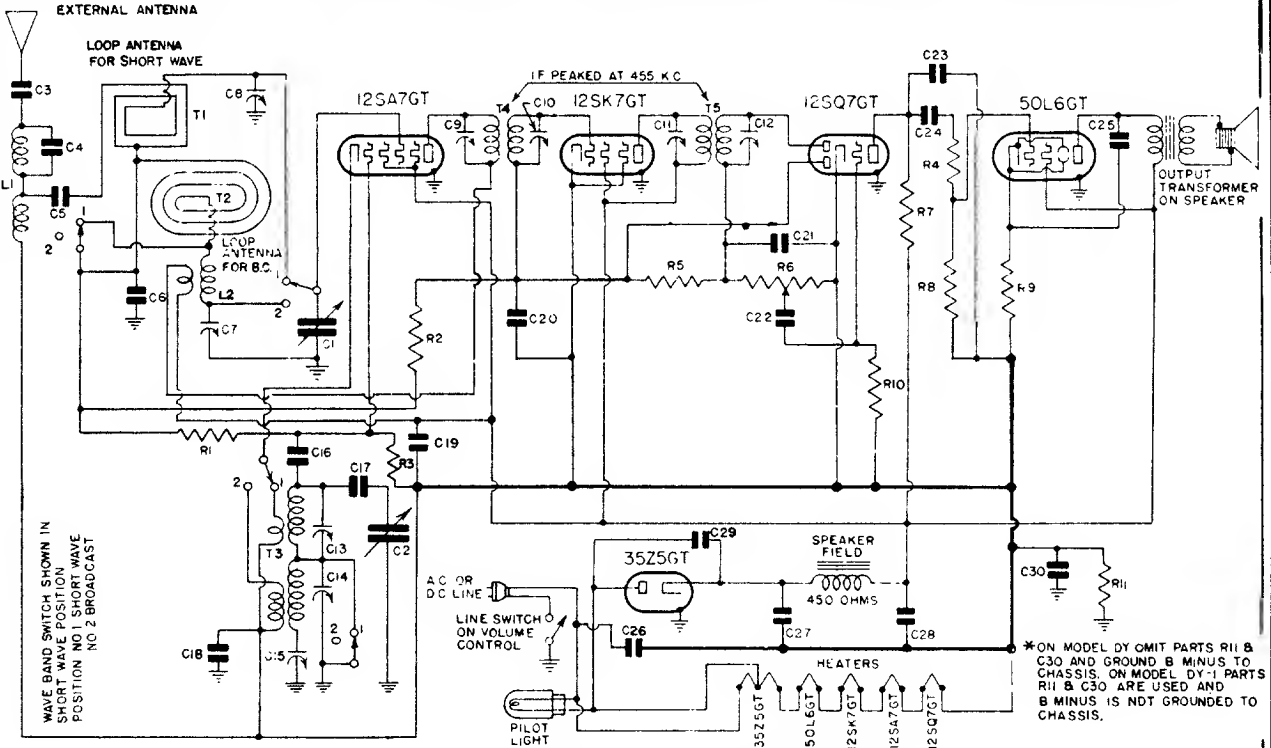 EXTERNAL ANTENNA
LOOP ANTENNA
FOR SHORT WAVE
C3
C4
L1
C5
T1
C8
T2
LOOP
ANTENNA
FOR B.C.
L2
C6
C7
1
2
1
2
C1
12SA7GT
IF PEAKED AT 455 KC
C9
T4
C10
12SK7GT
C11
T5
C12
12SQ7GT
C23
C24
R4
50L6GT
C25
OUTPUT
TRANSFORMER
ON SPEAKER
R7
R8
R9
C21
R5
R6
C22
R10
R2
C20
R1
C16
R3
C19
C17
C2
2
1
T3
C13
C14
2
1
C15
C18
WAVE BAND SWITCH SHOWN IN
SHORT WAVE POSITION
POSITION NO 1 SHORT WAVE
NO 2 BROADCAST
A C OR
D C LINE
LINE SWITCH
ON VOLUME
CONTROL
PILOT
LIGHT
35Z5GT
C29
SPEAKER
FIELD
450 OHMS
C26
C27
C28
HEATERS
35Z5GT
50L6GT
12SK7GT
12SA7GT
12SQ7GT
C30
R11
*ON MODEL DY OMIT PARTS R11 &
C30 AND GROUND B MINUS TO
CHASSIS. ON MODEL DY-1 PARTS
R11 & C30 ARE USED AND
B MINUS IS NOT GROUNDED TO
CHASSIS.